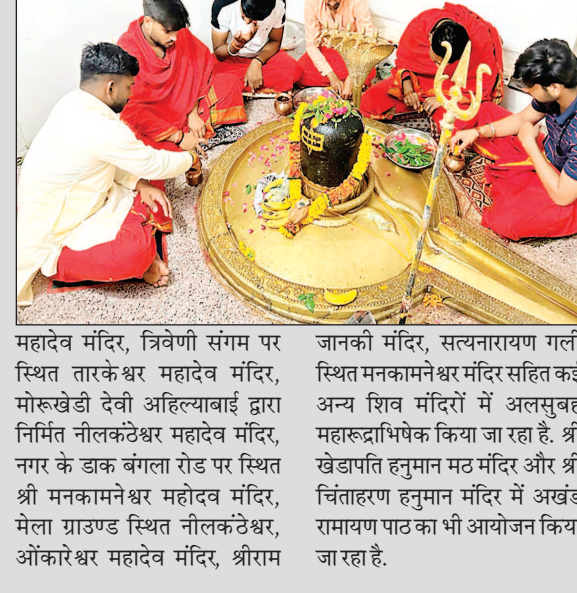 महादेव मंदिर, त्रिवेणी संगम पर
स्थित तारकेश्वर महादेव मंदिर,
मोरूखेडी देवी अहिल्याबाई द्वारा
निर्मित नीलकंठेश्वर महादेव मंदिर,
नगर के डाक बंगला रोड पर स्थित
श्री मनकामनेश्वर महोदव मंदिर,
मेला ग्राउण्ड स्थित नीलकंठेश्वर,
ओंकारेश्वर महादेव मंदिर, श्रीराम
जानकी मंदिर, सत्यनारायण गली
स्थित मनकामनेश्वर मंदिर सहित कई
अन्य शिव मंदिरों में अलसुबह
महारूद्राभिषेक किया जा रहा है. श्री
खेडापति हनुमान मठ मंदिर और श्री
चिंताहरण हनुमान मंदिर में अखंड
रामायण पाठ का भी आयोजन किया
जा रहा है.